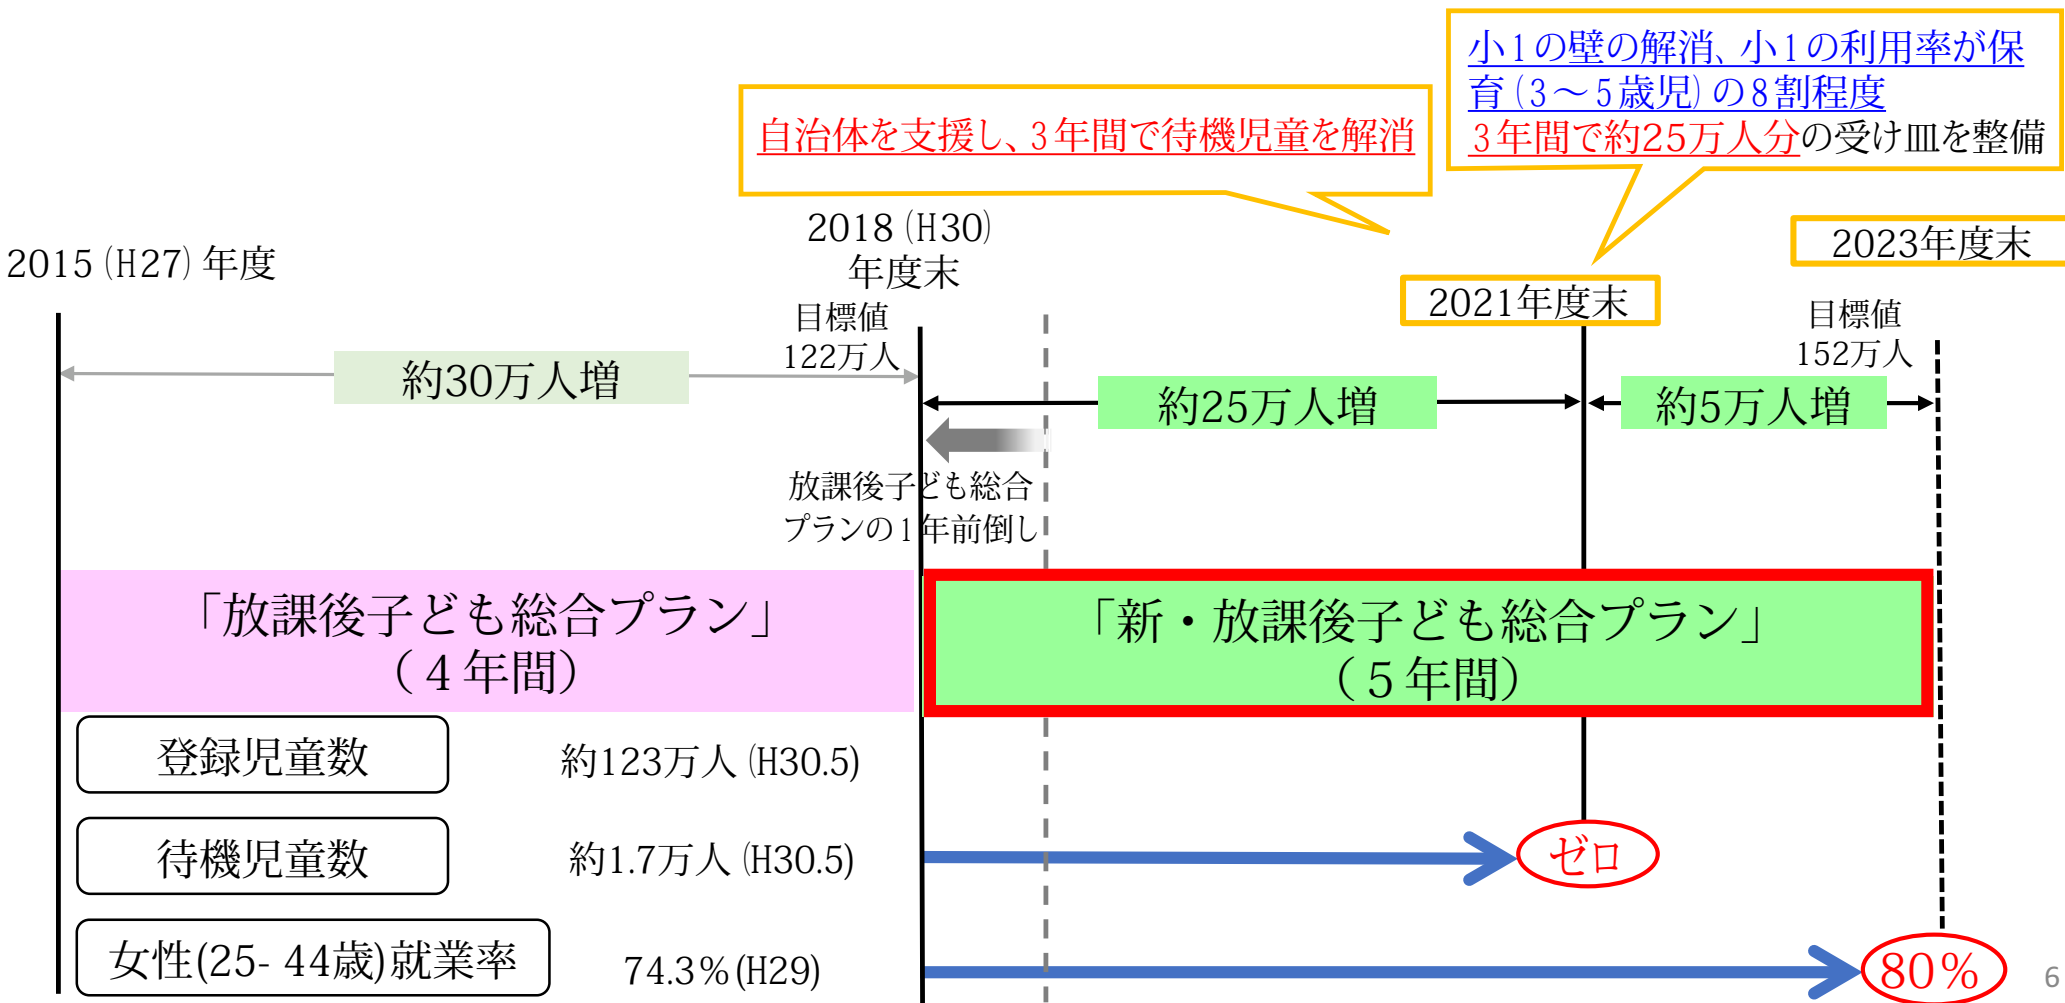 小1の壁の解消、小1の利用率が保
育(3～5歳児)の8割程度
3年間で約25万人分の受け皿を整備
自治体を支援し、3年間で待機児童を解消
2015(H27)年度
2018(H30)
年度末
目標値
122万人
2021年度末
2023年度末
目標値
152万人
約30万人増
約25万人増
約5万人増
放課後子ども総合
プランの1年前倒し
「放課後子ども総合プラン」
(４年間)
「新・放課後子ども総合プラン」
(５年間)
登録児童数
約123万人(H30.5)
待機児童数
約1.7万人(H30.5)
ゼロ
女性(25- 44歳)就業率
74.3%(H29)
80%
6